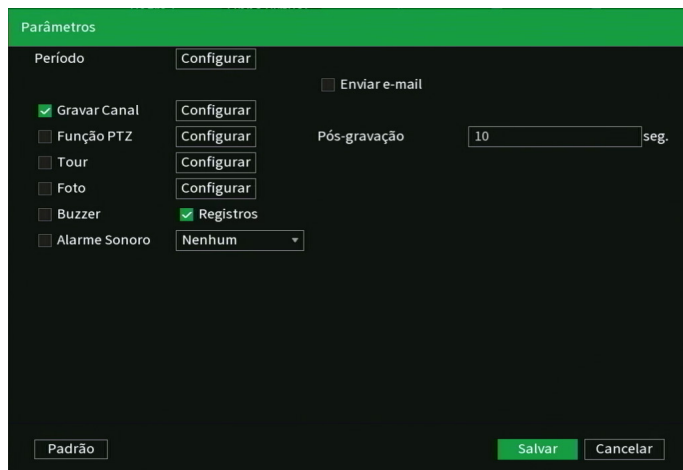 Parâmetros
Período Configurar
Enviar e-mail
Gravar Canal Configurar
Função PTZ Configurar Pós-gravação 10 seg.
Tour Configurar
Foto Configurar
Buzzer Registros
Alarme Sonoro Nenhum
Padrão Salvar Cancelar